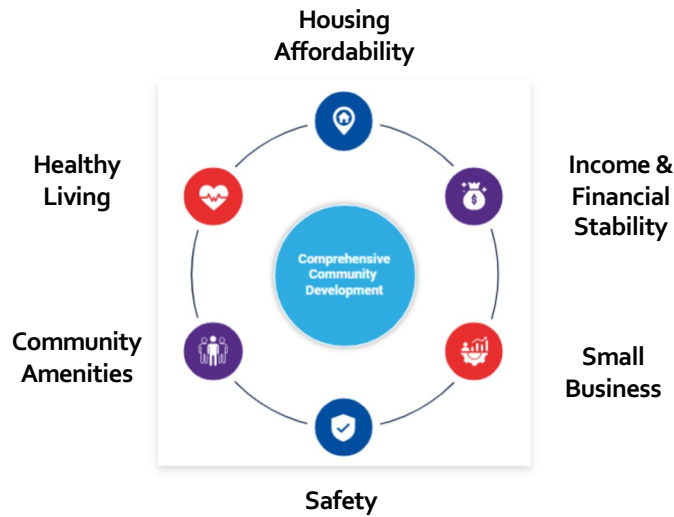 Housing
Affordability
Healthy
Living
Income &
Financial
Stability
Comprehensive
Community
Development
Community
Amenities
Small
Business
Safety